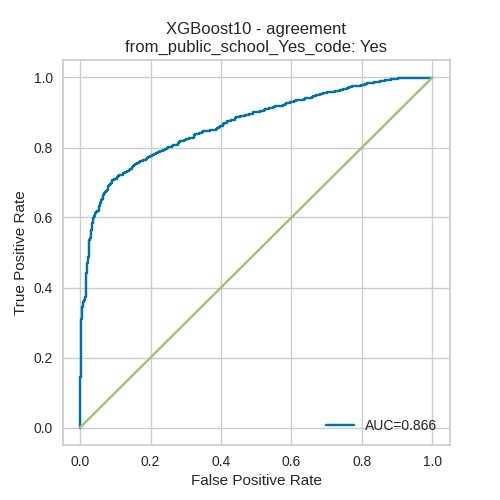 XGBoost10 - agreement
from_public_school_Yes_code: Yes
True Positive Rate
1.0
0.8
0.6
0.4
0.2
0.0
AUC=0.866
0.0 0.2 0.4 0.6 0.8 1.0
False Positive Rate